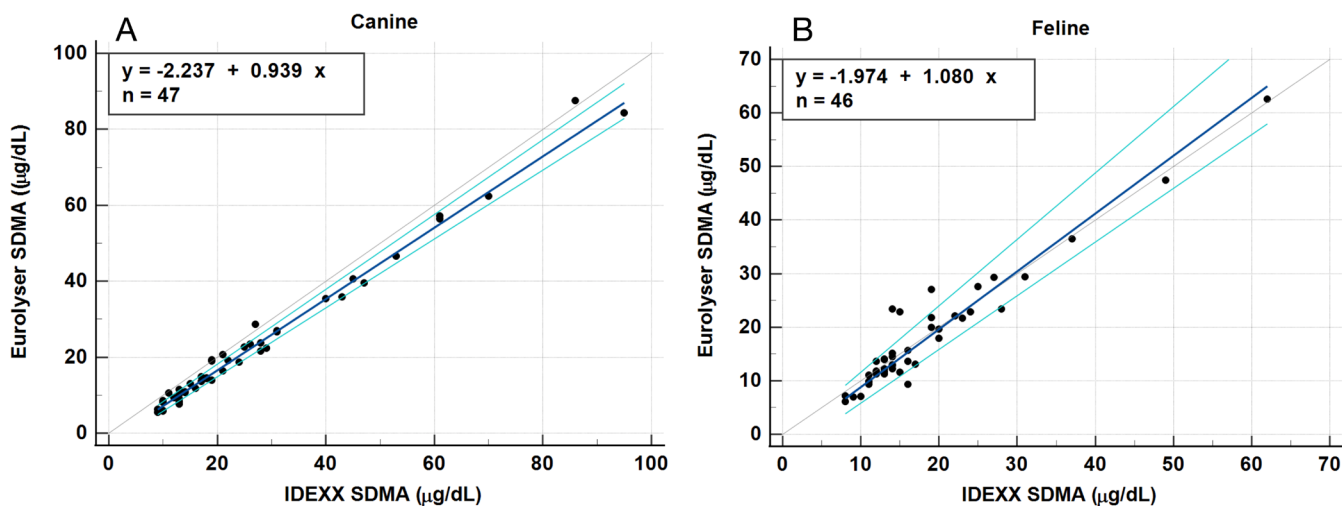 A
Canine
y = -2.237 + 0.939 x
n = 47
100
80
60
40
20
0
Eurolyser SDMA ((µg/dL)
0 20 40 60 80 100
IDEXX SDMA (µg/dL)
B
Feline
y = -1.974 + 1.080 x
n = 46
70
60
50
40
30
20
10
0
Eurolyser SDMA (µg/dL)
0 10 20 30 40 50 60 70
IDEXX SDMA (µg/dL)